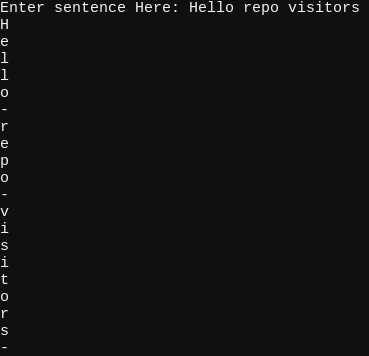 Enter sentence Here: Hello repo visitors
H
e
l
l
o
-
r
e
p
o
-
v
i
s
i
t
o
r
s
-